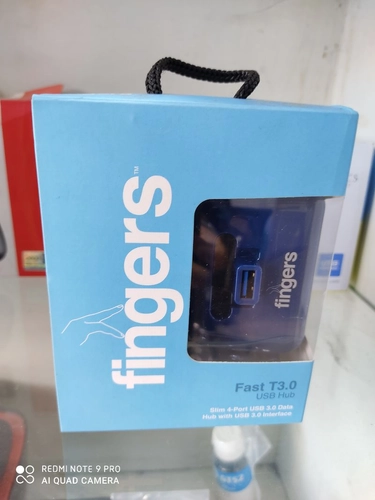 fingers™
fingers
Fast T3.0
USB Hub
Slim 4-Port USB 3.0 Data
Hub with USB 3.0 Interface
REDMI NOTE 9 PRO
AI QUAD CAMERA